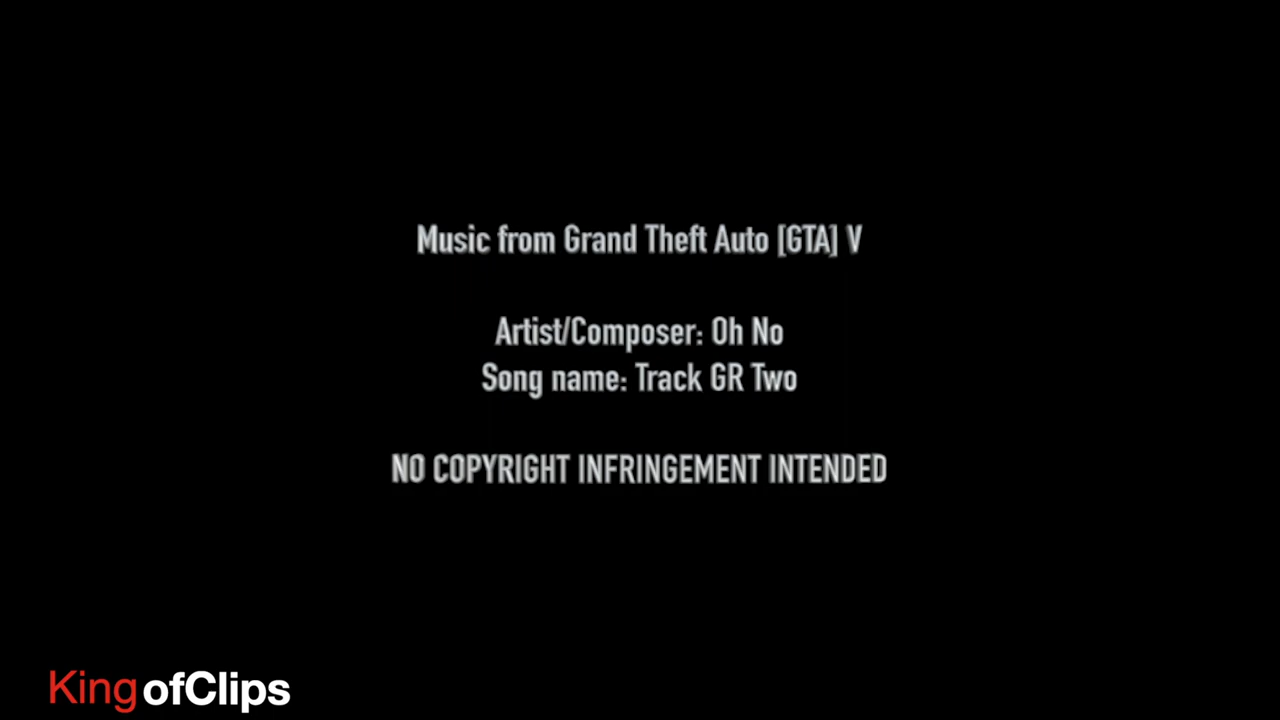 Music from Grand Theft Auto [GTA] V
Artist/Composer: Oh No
Song name: Track GR Two
NO COPYRIGHT INFRINGEMENT INTENDED
KingofClips